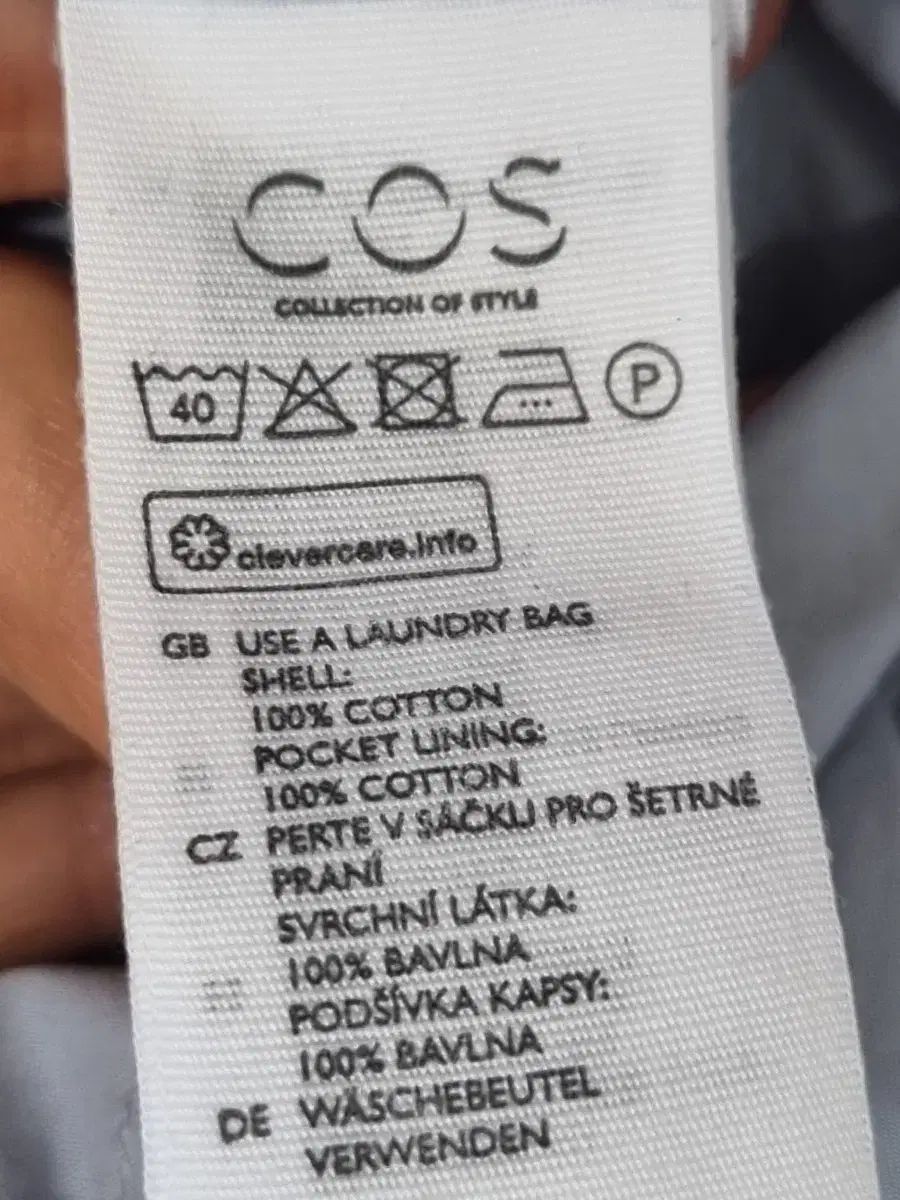 COS
COLLECTION OF STYLE
40
P
clevercare.info
GB USE A LAUNDRY BAG
SHELL:
100% COTTON
POCKET LINING:
100% COTTON
CZ PERTE V SÁČKU PRO ŠETRNÉ
PRANÍ
SVRCHNÍ LÁTKA:
100% BAVLNA
PODŠÍVKA KAPSY:
100% BAVLNA
DE WÄSCHEBEUTEL
VERWENDEN